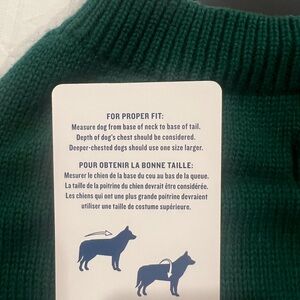 FOR PROPER FIT:
Measure dog from base of neck to base of tail.
Depth of dog's chest should be considered.
Deeper-chested dogs should use one size larger.
POUR OBTENIR LA BONNE TAILLE:
Mesurer le chien de la base du cou au bas de la queue.
La taille de la poitrine du chien devrait être considérée.
Les chiens qui ont une plus grande poitrine devraient
utiliser une taille de costume supérieure.